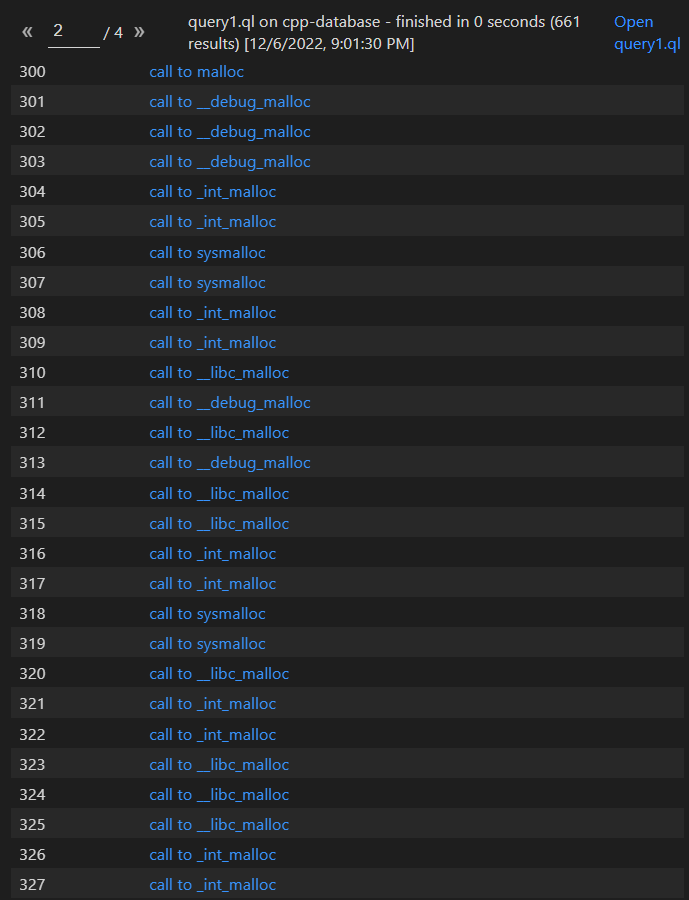 « 2 / 4 » query1.ql on cpp-database - finished in 0 seconds (661 Open
results) [12/6/2022, 9:01:30 PM] query1.ql
300 call to malloc
301 call to __debug_malloc
302 call to __debug_malloc
303 call to __debug_malloc
304 call to _int_malloc
305 call to _int_malloc
306 call to sysmalloc
307 call to sysmalloc
308 call to _int_malloc
309 call to _int_malloc
310 call to __libc_malloc
311 call to __debug_malloc
312 call to __libc_malloc
313 call to __debug_malloc
314 call to __libc_malloc
315 call to __libc_malloc
316 call to _int_malloc
317 call to _int_malloc
318 call to sysmalloc
319 call to sysmalloc
320 call to __libc_malloc
321 call to _int_malloc
322 call to _int_malloc
323 call to __libc_malloc
324 call to __libc_malloc
325 call to __libc_malloc
326 call to _int_malloc
327 call to _int_malloc